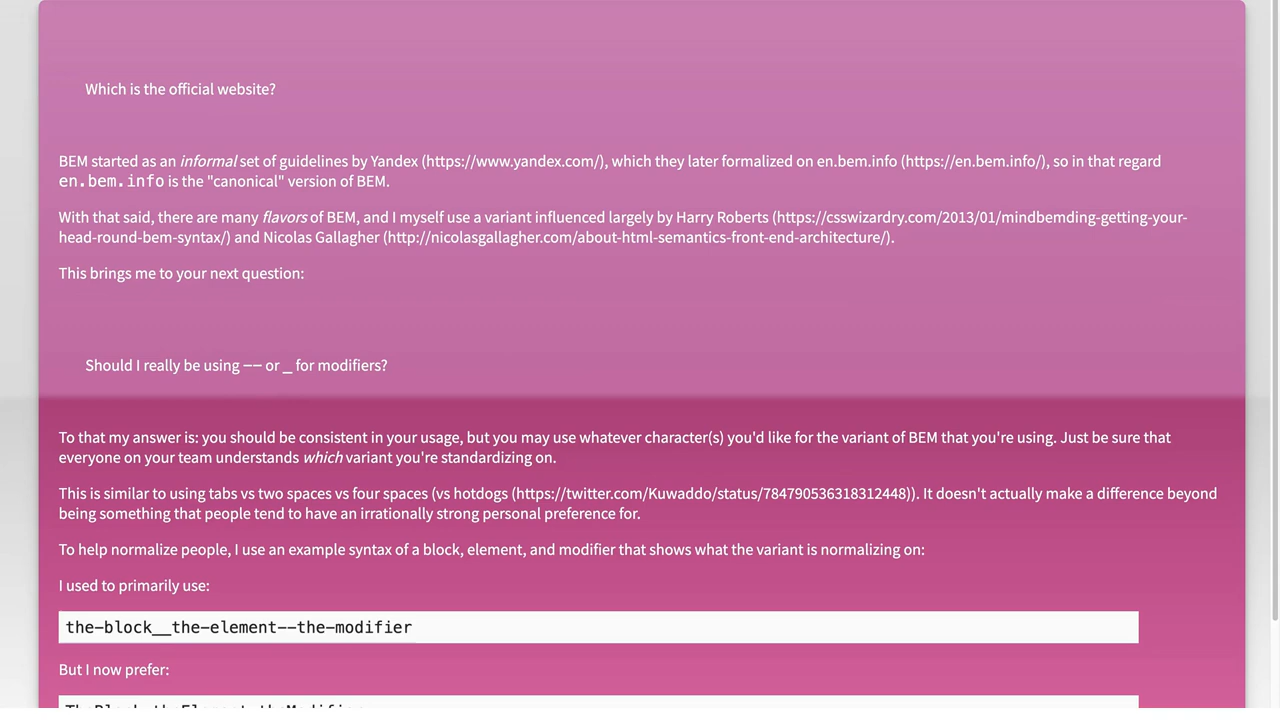 Which is the official website?
BEM started as an informal set of guidelines by Yandex (https://www.yandex.com/), which they later formalized on en.bem.info (https://en.bem.info/), so in that regard
en.bem.info is the "canonical" version of BEM.
With that said, there are many flavors of BEM, and I myself use a variant influenced largely by Harry Roberts (https://csswizardry.com/2013/01/mindbemding-getting-your-
head-round-bem-syntax/) and Nicolas Gallagher (http://nicolasgallagher.com/about-html-semantics-front-end-architecture/).
This brings me to your next question:
Should I really be using -- or _ for modifiers?
To that my answer is: you should be consistent in your usage, but you may use whatever character(s) you'd like for the variant of BEM that you're using. Just be sure that
everyone on your team understands which variant you're standardizing on.
This is similar to using tabs vs two spaces vs four spaces (vs hotdogs (https://twitter.com/Kuwaddo/status/784790536318312448)). It doesn't actually make a difference beyond
being something that people tend to have an irrationally strong personal preference for.
To help normalize people, I use an example syntax of a block, element, and modifier that shows what the variant is normalizing on:
I used to primarily use:
the-block__the-element--the-modifier
But I now prefer: